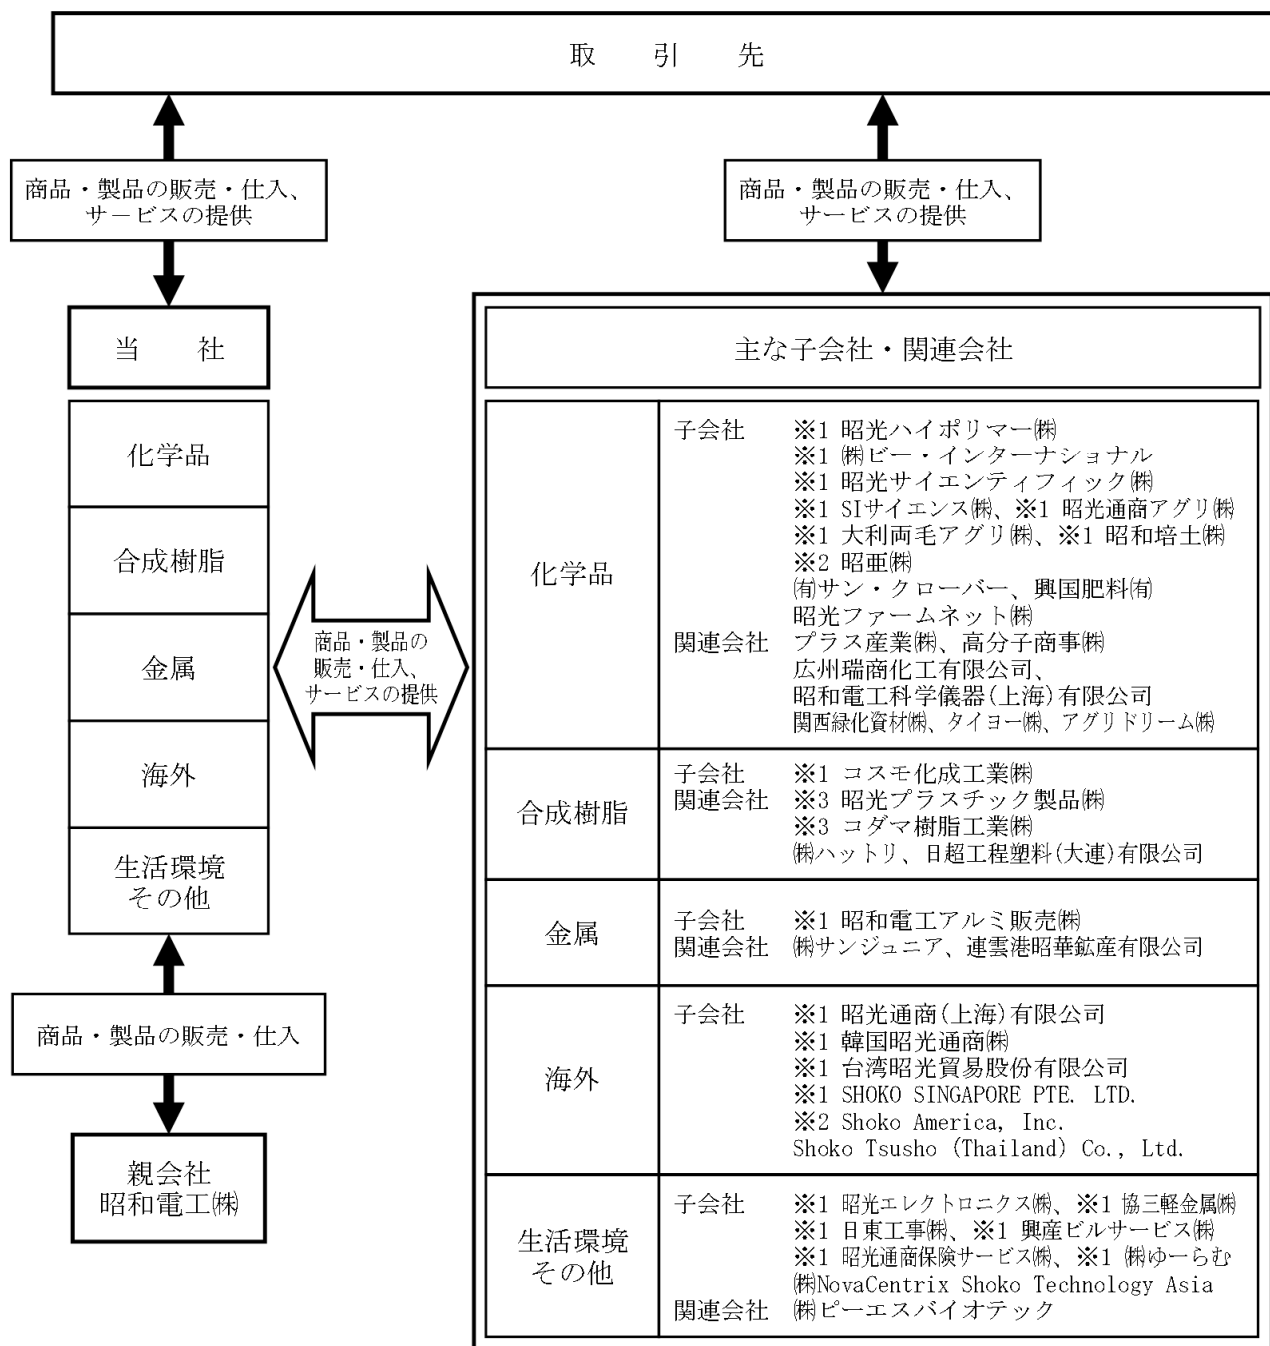 取 引 先
商品・製品の販売・仕入、
サービスの提供
商品・製品の販売・仕入、
サービスの提供
当 社
化学品
合成樹脂
金属
海外
生活環境
その他
商品・製品の
販売・仕入、
サービスの提供
商品・製品の販売・仕入
親会社
昭和電工㈱
主な子会社・関連会社
化学品
子会社 ※1 昭光ハイポリマー㈱
※1 ㈱ビー・インターナショナル
※1 昭光サイエンティフィック㈱
※1 SIサイエンス㈱、※1 昭光通商アグリ㈱
※1 大利両毛アグリ㈱、※1 昭和培土㈱
※2 昭亜㈱
㈲サン・クローバー、興国肥料㈲
昭光ファームネット㈱
関連会社 プラス産業㈱、高分子商事㈱
広州瑞商化工有限公司、
昭和電工科学儀器(上海)有限公司
関西緑化資材㈱、タイヨー㈱、アグリドリーム㈱
合成樹脂
子会社 ※1 コスモ化成工業㈱
関連会社 ※3 昭光プラスチック製品㈱
※3 コダマ樹脂工業㈱
㈱ハットリ、日超工程塑料(大連)有限公司
金属
子会社 ※1 昭和電工アルミ販売㈱
関連会社 ㈱サンジュニア、連雲港昭華鉱産有限公司
海外
子会社 ※1 昭光通商(上海)有限公司
※1 韓国昭光通商㈱
※1 台湾昭光貿易股份有限公司
※1 SHOKO SINGAPORE PTE. LTD.
※2 Shoko America, Inc.
Shoko Tsusho (Thailand) Co., Ltd.
生活環境
その他
子会社 ※1 昭光エレクトロニクス㈱、※1 協三軽金属㈱
※1 日東工事㈱、※1 興産ビルサービス㈱
※1 昭光通商保険サービス㈱、※1 ㈱ゆーらむ
㈱NovaCentrix Shoko Technology Asia
関連会社 ㈱ピーエスバイオテック